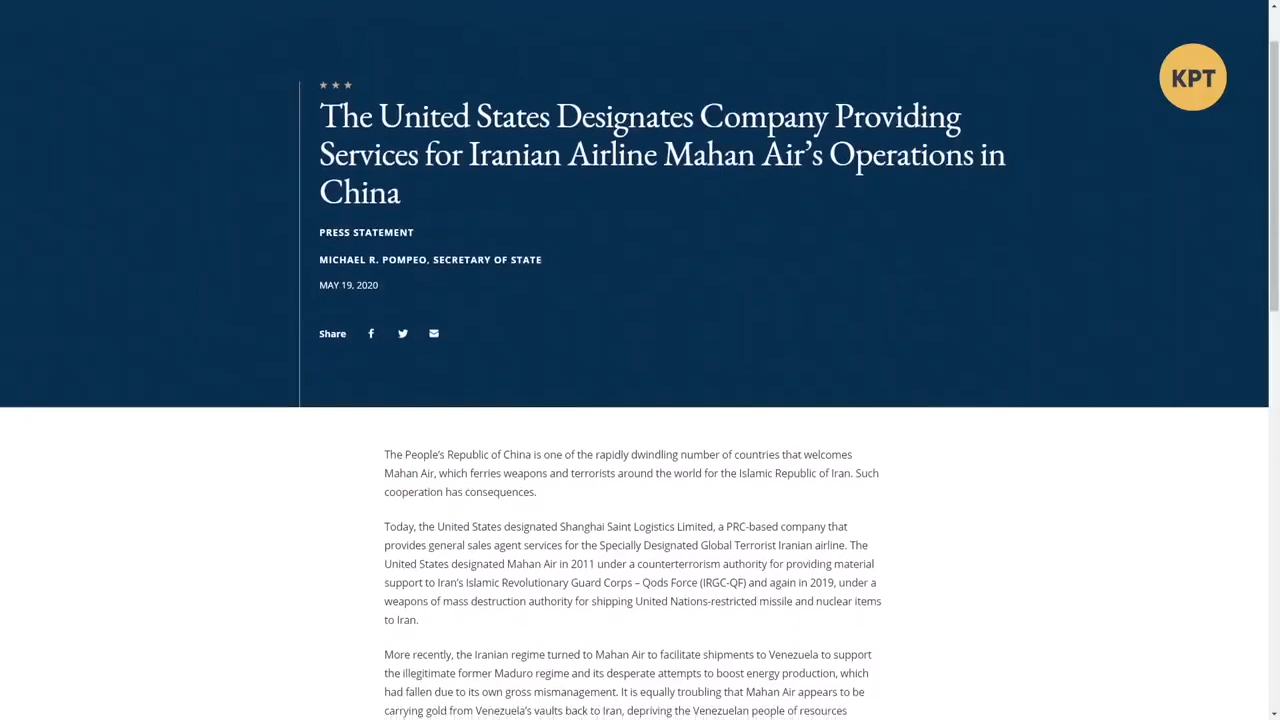 KPT
The United States Designates Company Providing
Services for Iranian Airline Mahan Air’s Operations in
China
PRESS STATEMENT
MICHAEL R. POMPEO, SECRETARY OF STATE
MAY 19, 2020
Share
The People’s Republic of China is one of the rapidly dwindling number of countries that welcomes
Mahan Air, which ferries weapons and terrorists around the world for the Islamic Republic of Iran. Such
cooperation has consequences.
Today, the United States designated Shanghai Saint Logistics Limited, a PRC-based company that
provides general sales agent services for the Specially Designated Global Terrorist Iranian airline. The
United States designated Mahan Air in 2011 under a counterterrorism authority for providing material
support to Iran’s Islamic Revolutionary Guard Corps – Qods Force (IRGC-QF) and again in 2019, under a
weapons of mass destruction authority for shipping United Nations-restricted missile and nuclear items
to Iran.
More recently, the Iranian regime turned to Mahan Air to facilitate shipments to Venezuela to support
the illegitimate former Maduro regime and its desperate attempts to boost energy production, which
had fallen due to its own gross mismanagement. It is equally troubling that Mahan Air appears to be
carrying gold from Venezuela’s vaults back to Iran, depriving the Venezuelan people of resources